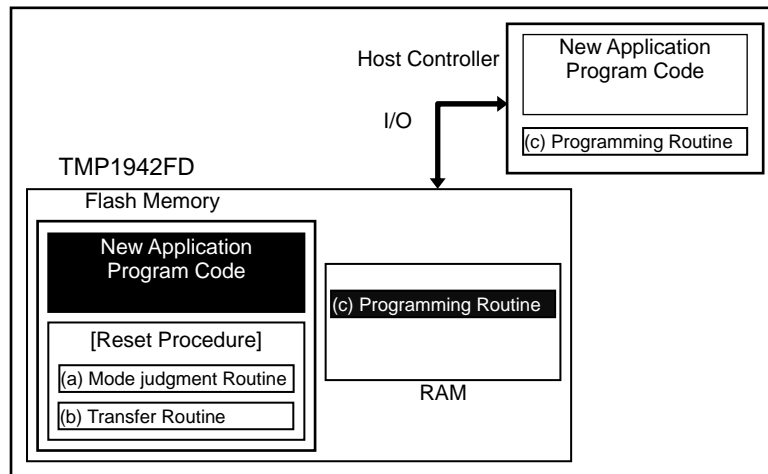 Host Controller
New Application
Program Code
(c) Programming Routine
I/O
TMP1942FD
Flash Memory
New Application
Program Code
[Reset Procedure]
(a) Mode judgment Routine
(b) Transfer Routine
(c) Programming Routine
RAM